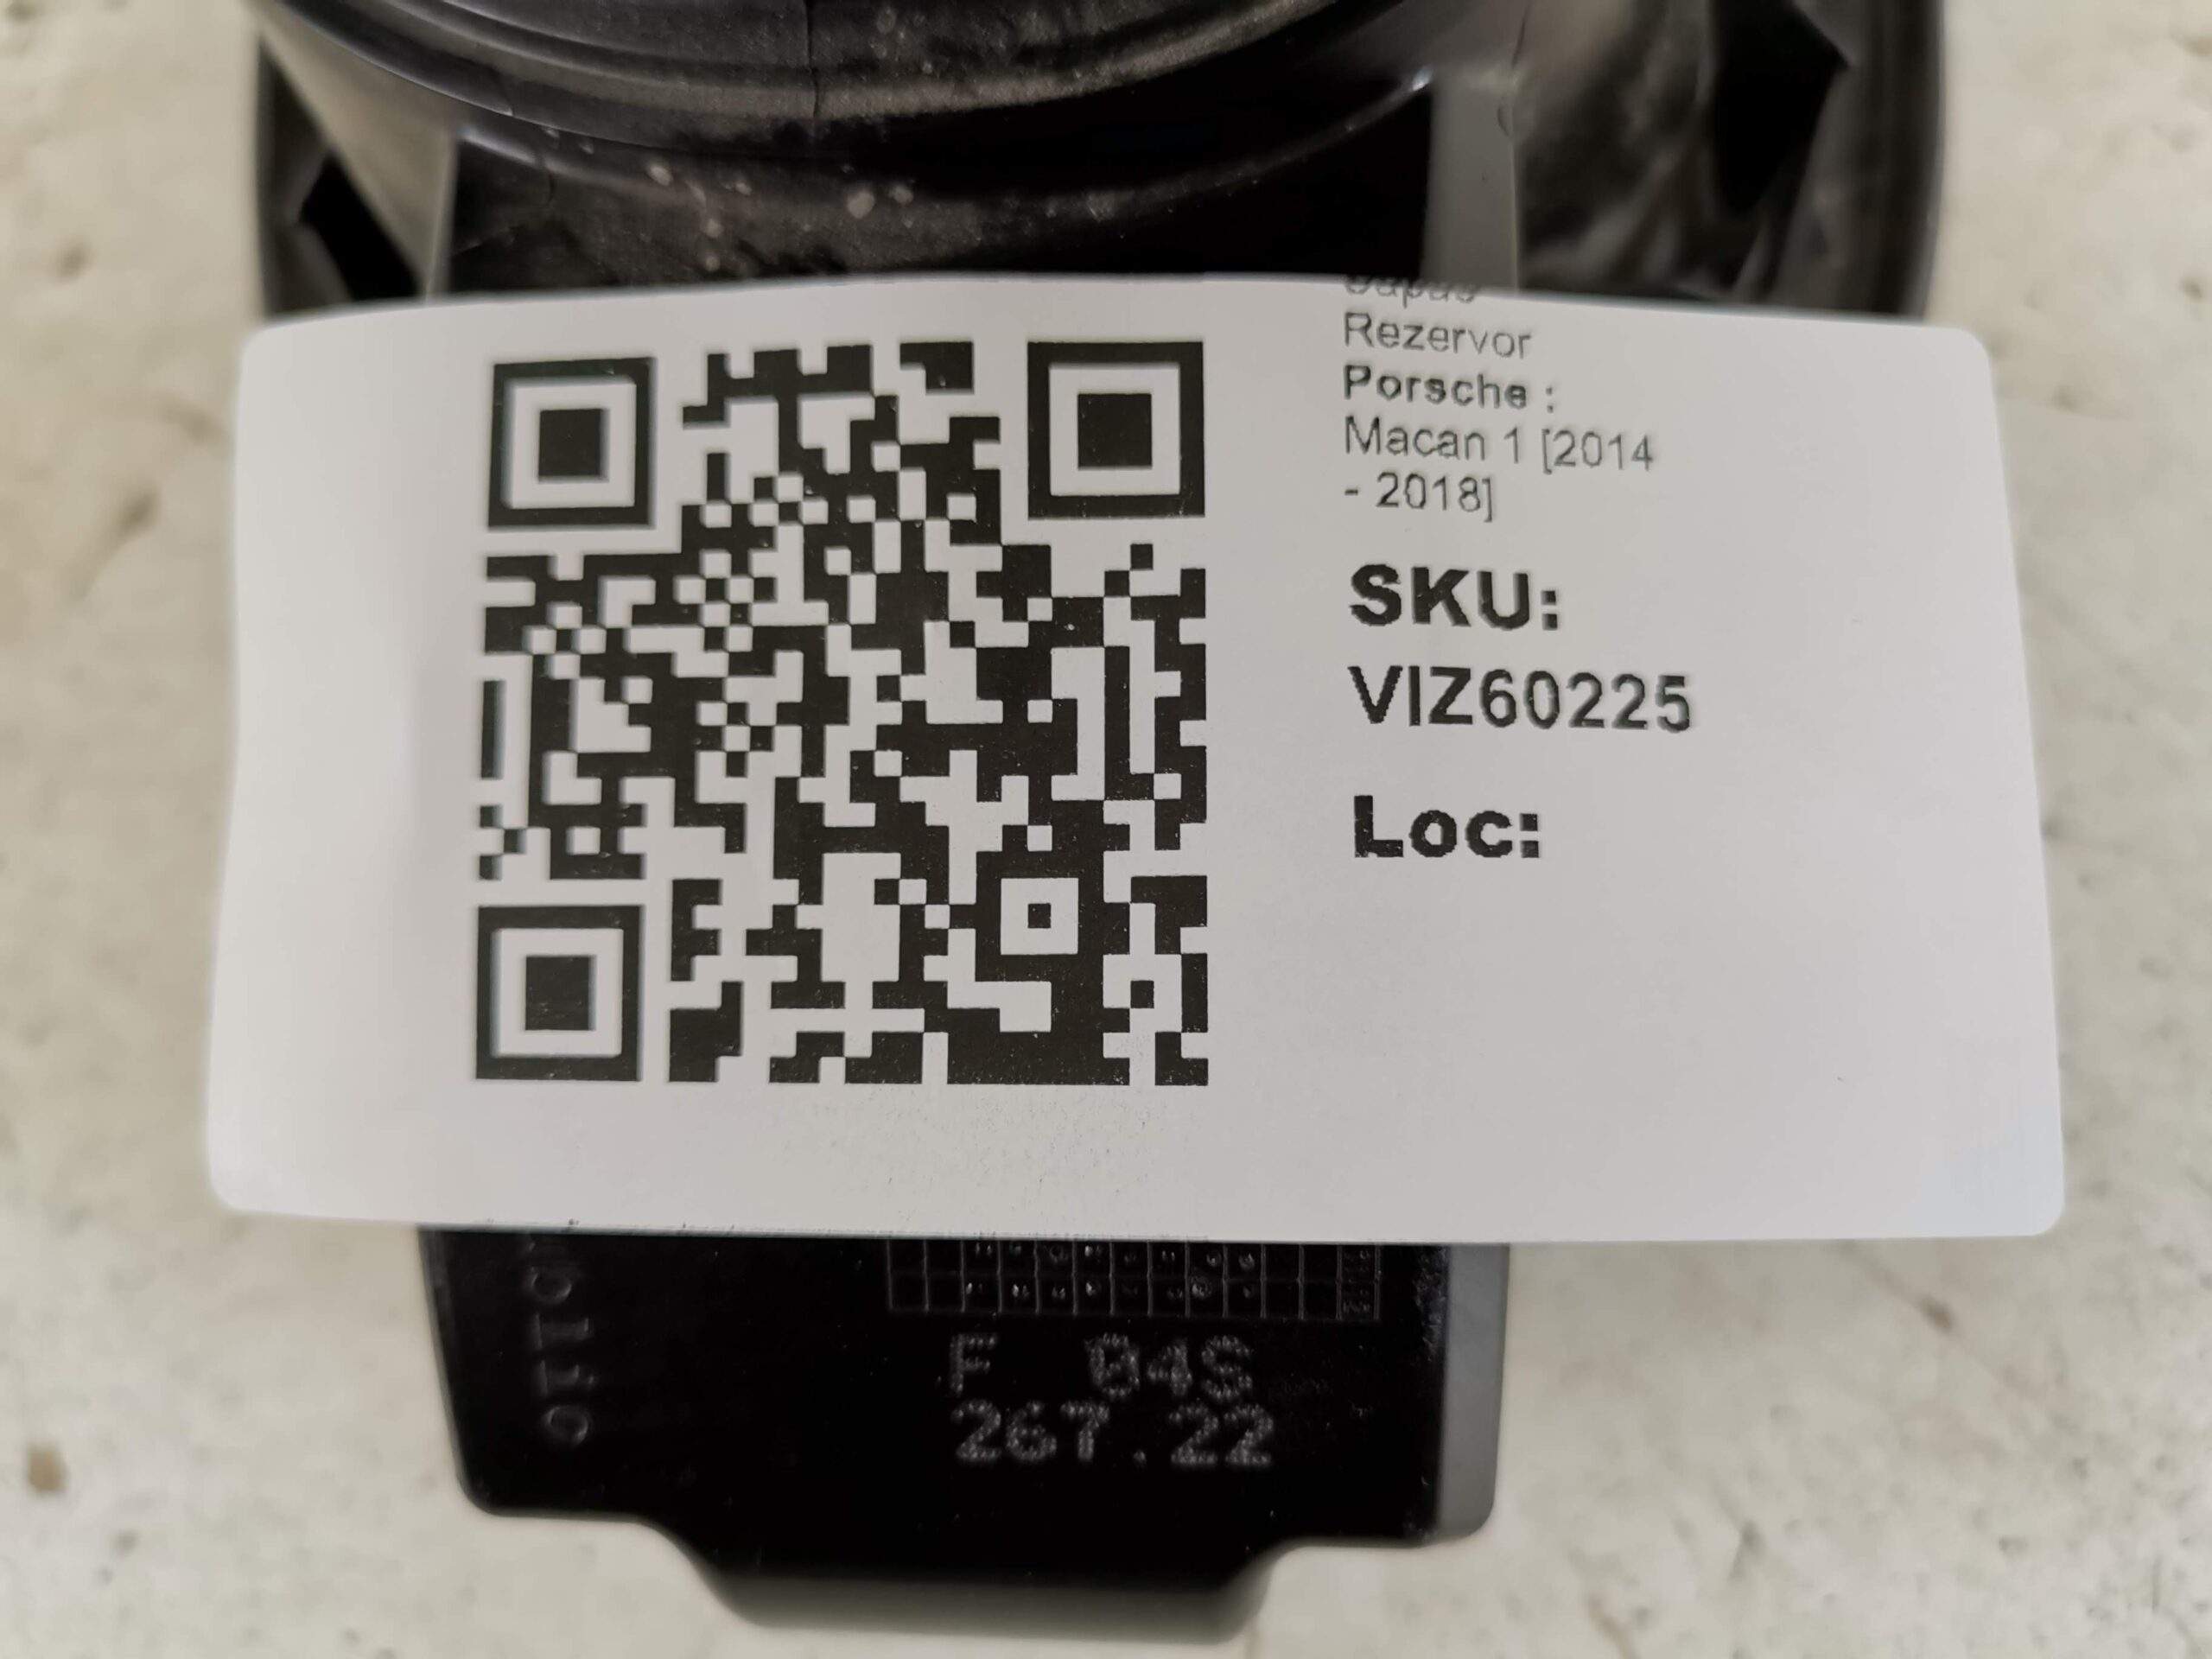 Rezervor
Porsche :
Macan 1 [2014
- 2018]
SKU:
VIZ60225
Loc:
F 04S
267.22